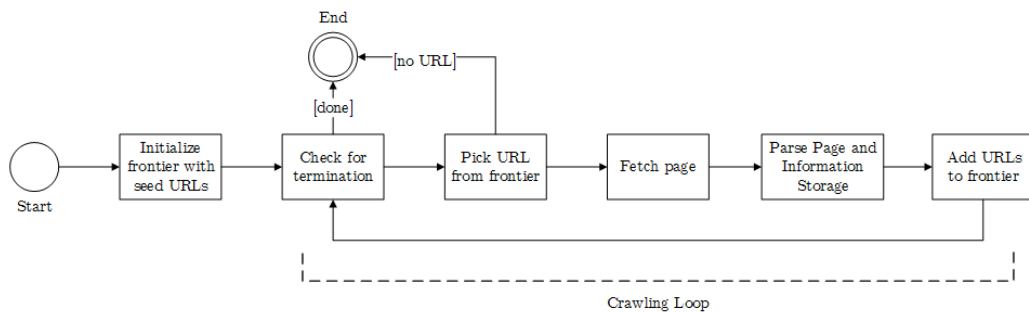 End
[no URL]
[done]
Initialize
frontier with
seed URLs
Check for
termination
Pick URL
from frontier
Fetch page
Parse Page and
Information
Storage
Add URLs
to frontier
Start
Crawling Loop